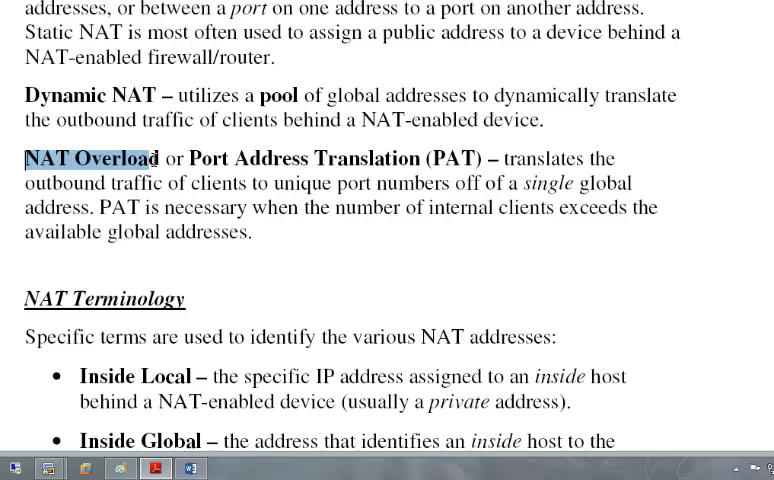 addresses, or between a port on one address to a port on another address.
Static NAT is most often used to assign a public address to a device behind a
NAT-enabled firewall/router.
Dynamic NAT – utilizes a pool of global addresses to dynamically translate
the outbound traffic of clients behind a NAT-enabled device.
NAT Overload or Port Address Translation (PAT) – translates the
outbound traffic of clients to unique port numbers off of a single global
address. PAT is necessary when the number of internal clients exceeds the
available global addresses.
NAT Terminology
Specific terms are used to identify the various NAT addresses:
• Inside Local – the specific IP address assigned to an inside host
behind a NAT-enabled device (usually a private address).
• Inside Global – the address that identifies an inside host to the